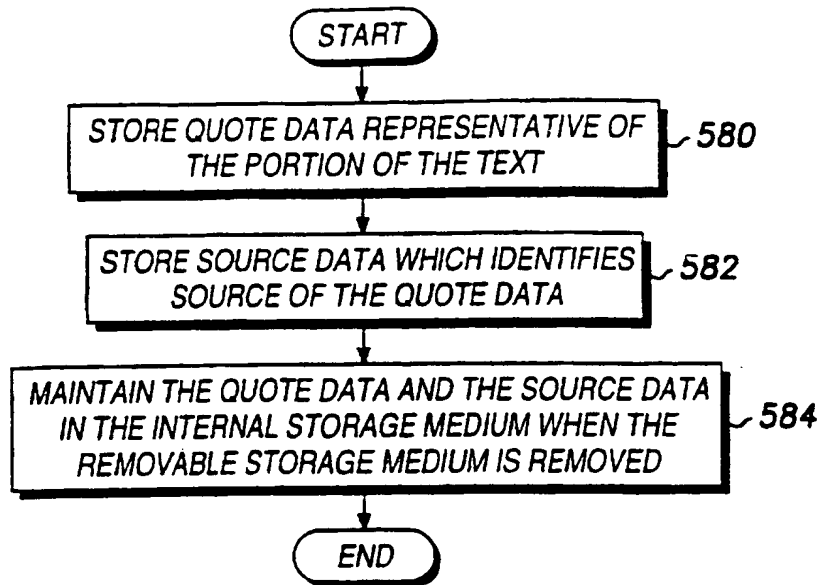 START
STORE QUOTE DATA REPRESENTATIVE OF
THE PORTION OF THE TEXT
580
STORE SOURCE DATA WHICH IDENTIFIES
SOURCE OF THE QUOTE DATA
582
MAINTAIN THE QUOTE DATA AND THE SOURCE DATA
IN THE INTERNAL STORAGE MEDIUM WHEN THE
REMOVABLE STORAGE MEDIUM IS REMOVED
584
END